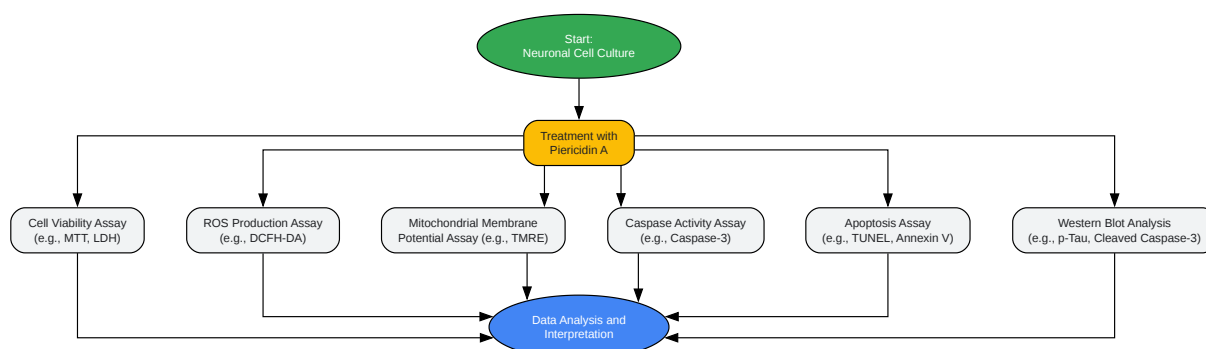 Start:
Neuronal Cell Culture
Treatment with
Piericidin A
Cell Viability Assay
(e.g., MTT, LDH)
ROS Production Assay
(e.g., DCFH-DA)
Mitochondrial Membrane
Potential Assay (e.g., TMRE)
Caspase Activity Assay
(e.g., Caspase-3)
Apoptosis Assay
(e.g., TUNEL, Annexin V)
Western Blot Analysis
(e.g., p-Tau, Cleaved Caspase-3)
Data Analysis and
Interpretation